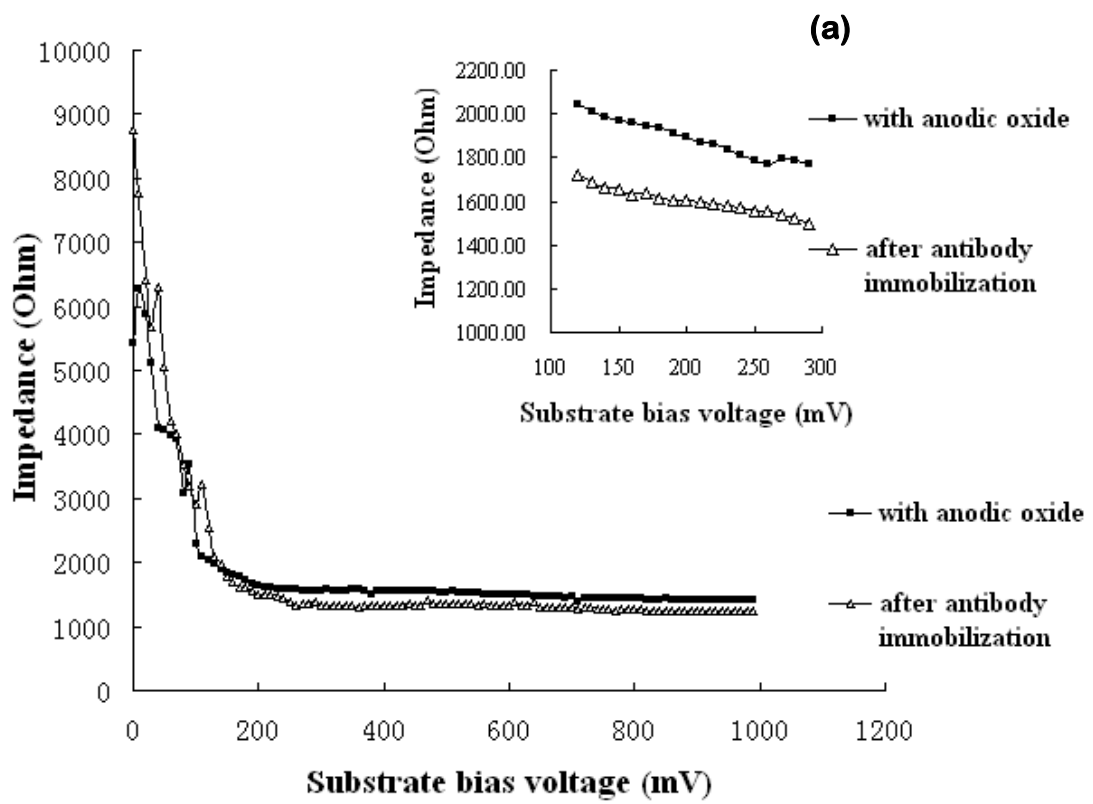 (a)
Impedance (Ohm)
10000
9000
8000
7000
6000
5000
4000
3000
2000
1000
0
0 200 400 600 800 1000 1200
Substrate bias voltage (mV)
Impedance (Ohm)
2200.00
2000.00
1800.00
1600.00
1400.00
1200.00
1000.00
100 150 200 250 300
Substrate bias voltage (mV)
with anodic oxide
after antibody
immobilization
with anodic oxide
after antibody
immobilization